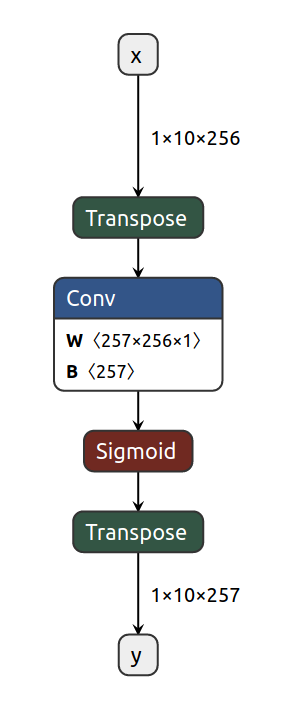 x
1×10×256
Transpose
Conv
W〈257×256×1〉
B〈257〉
Sigmoid
Transpose
1×10×257
y